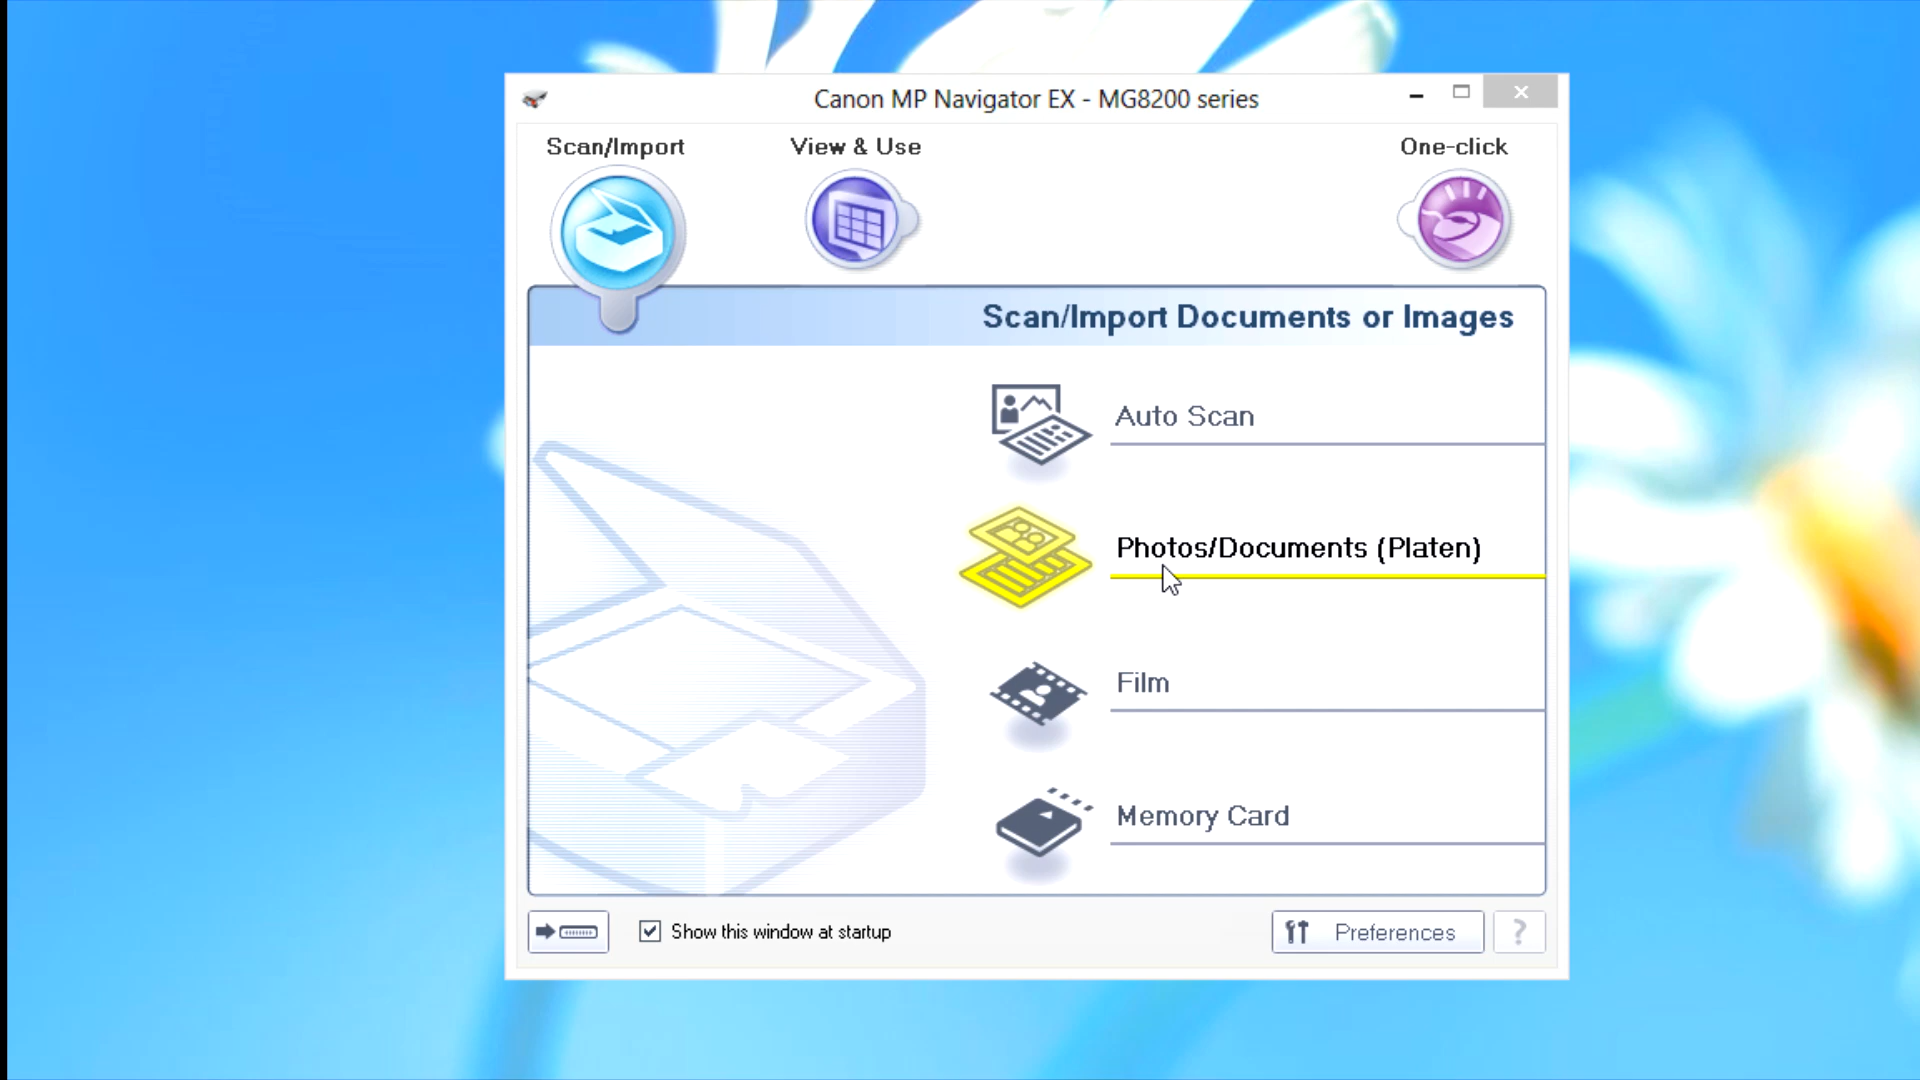 Canon MP Navigator EX - MG8200 series
Scan/Import
View & Use
One-click
Scan/Import Documents or Images
Auto Scan
Photos/Documents (Platen)
Film
Memory Card
Show this window at startup
Preferences
?